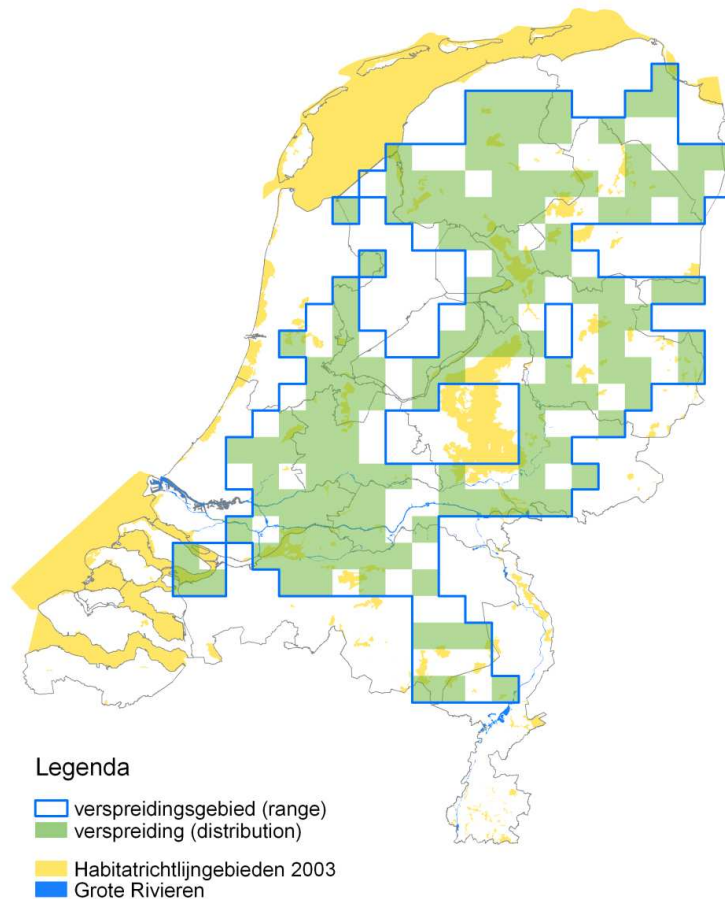 Legenda
verspreidingsgebied (range)
verspreiding (distribution)
Habitatrichtlijngebieden 2003
Grote Rivieren